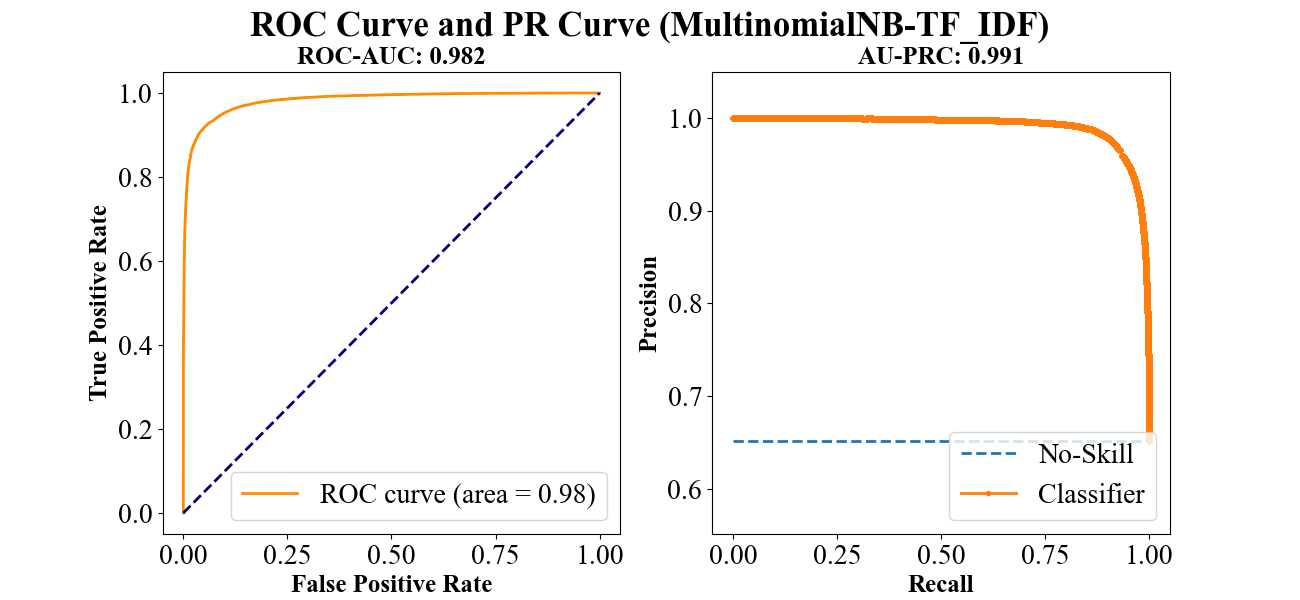 ROC Curve and PR Curve (MultinomialNB-TF_IDF)
ROC-AUC: 0.982
True Positive Rate
1.0
0.8
0.6
0.4
0.2
0.0
ROC curve (area = 0.98)
0.00 0.25 0.50 0.75 1.00
False Positive Rate
AU-PRC: 0.991
Precision
1.0
0.9
0.8
0.7
0.6
No-Skill
Classifier
0.00 0.25 0.50 0.75 1.00
Recall